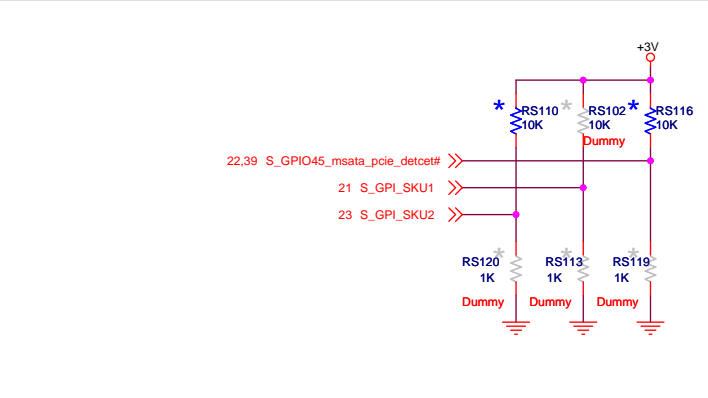 +3V
* RS110 * RS102 * RS116
10K 10K 10K
Dummy
22,39 S_GPIO45_msata_pcie_detcet#
21 S_GPI_SKU1
23 S_GPI_SKU2
* * *
RS120 RS113 RS119
1K 1K 1K
Dummy Dummy Dummy